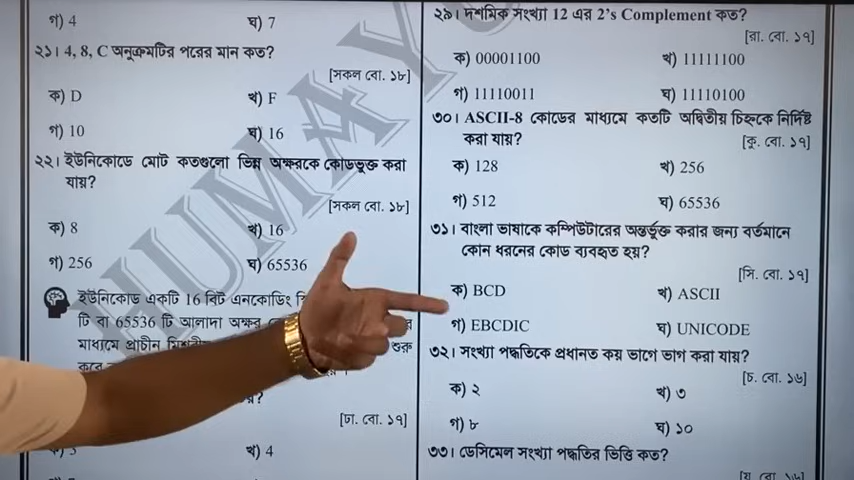 গ) 4
ঘ) 7
২১। 4, 8, C অনুক্রমটির পরের মান কত?
[সকল বো. ১৮]
ক) D
খ) F
গ) 10
ঘ) 16
২২। ইউনিকোডে মোট কতগুলো ভিন্ন অক্ষরকে কোডভুক্ত করা
যায়?
[সকল বো. ১৮]
ক) 8
খ) 16
গ) 256
ঘ) 65536
ইউনিকোড একটি 16 বিট এনকোডিং
টি বা 65536 টি আলাদা অক্ষর
মাধ্যমে প্রাচীন
শুরু
[ঢা. বো. ১৭]
খ) 4
২৯। দশমিক সংখ্যা 12 এর 2's Complement কত?
[রা. বো. ১৭]
ক) 00001100
খ) 11111100
গ) 11110011
ঘ) 11110100
৩০। ASCII-8 কোডের মাধ্যমে কতটি অদ্বিতীয় চিহ্নকে নির্দিষ্ট
করা যায়?
[কু. বো. ১৭]
ক) 128
খ) 256
গ) 512
ঘ) 65536
৩১। বাংলা ভাষাকে কম্পিউটারের অন্তর্ভুক্ত করার জন্য বর্তমানে
কোন ধরনের কোড ব্যবহৃত হয়?
[সি. বো. ১৭]
ক) BCD
খ) ASCII
গ) EBCDIC
ঘ) UNICODE
৩২। সংখ্যা পদ্ধতিকে প্রধানত কয় ভাগে ভাগ করা যায়?
[চ. বো. ১৬]
ক) ২
খ) ৩
গ) ৮
ঘ) ১০
৩৩। ডেসিমেল সংখ্যা পদ্ধতির ভিত্তি কত?
[য. বো. ১৬]
HUMAYU